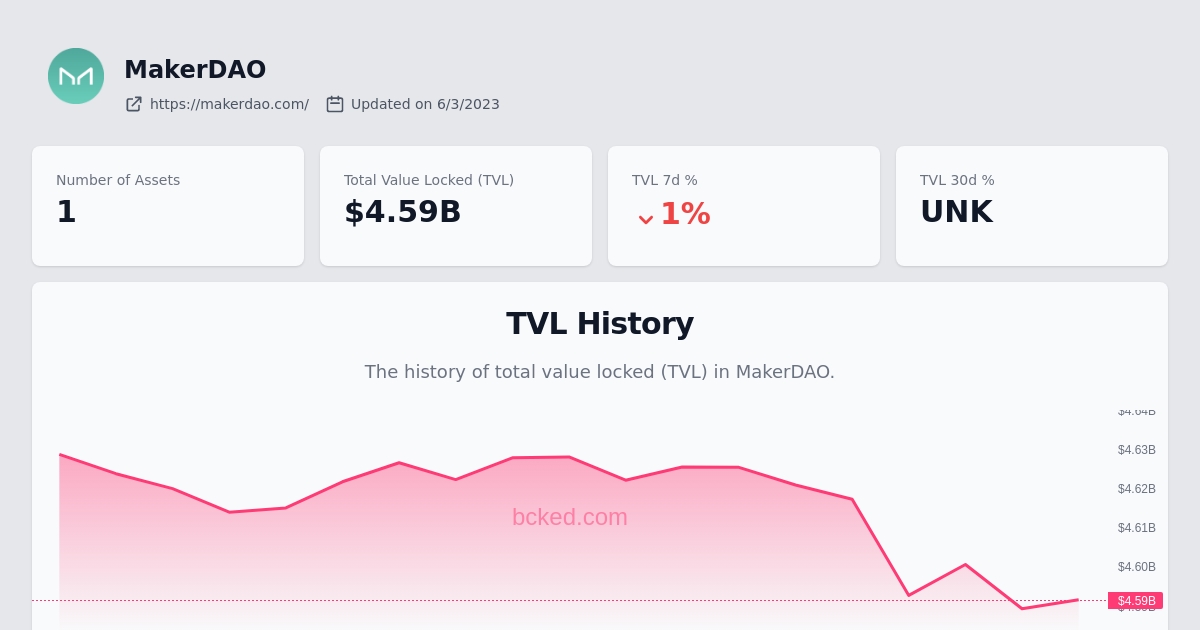 MakerDAO
https://makerdao.com/ Updated on 6/3/2023
Number of Assets
1
Total Value Locked (TVL)
$4.59B
TVL 7d %
1%
TVL 30d %
UNK
TVL History
The history of total value locked (TVL) in MakerDAO.
$4.64B
$4.63B
$4.62B
bcked.com
$4.61B
$4.60B
$4.59B